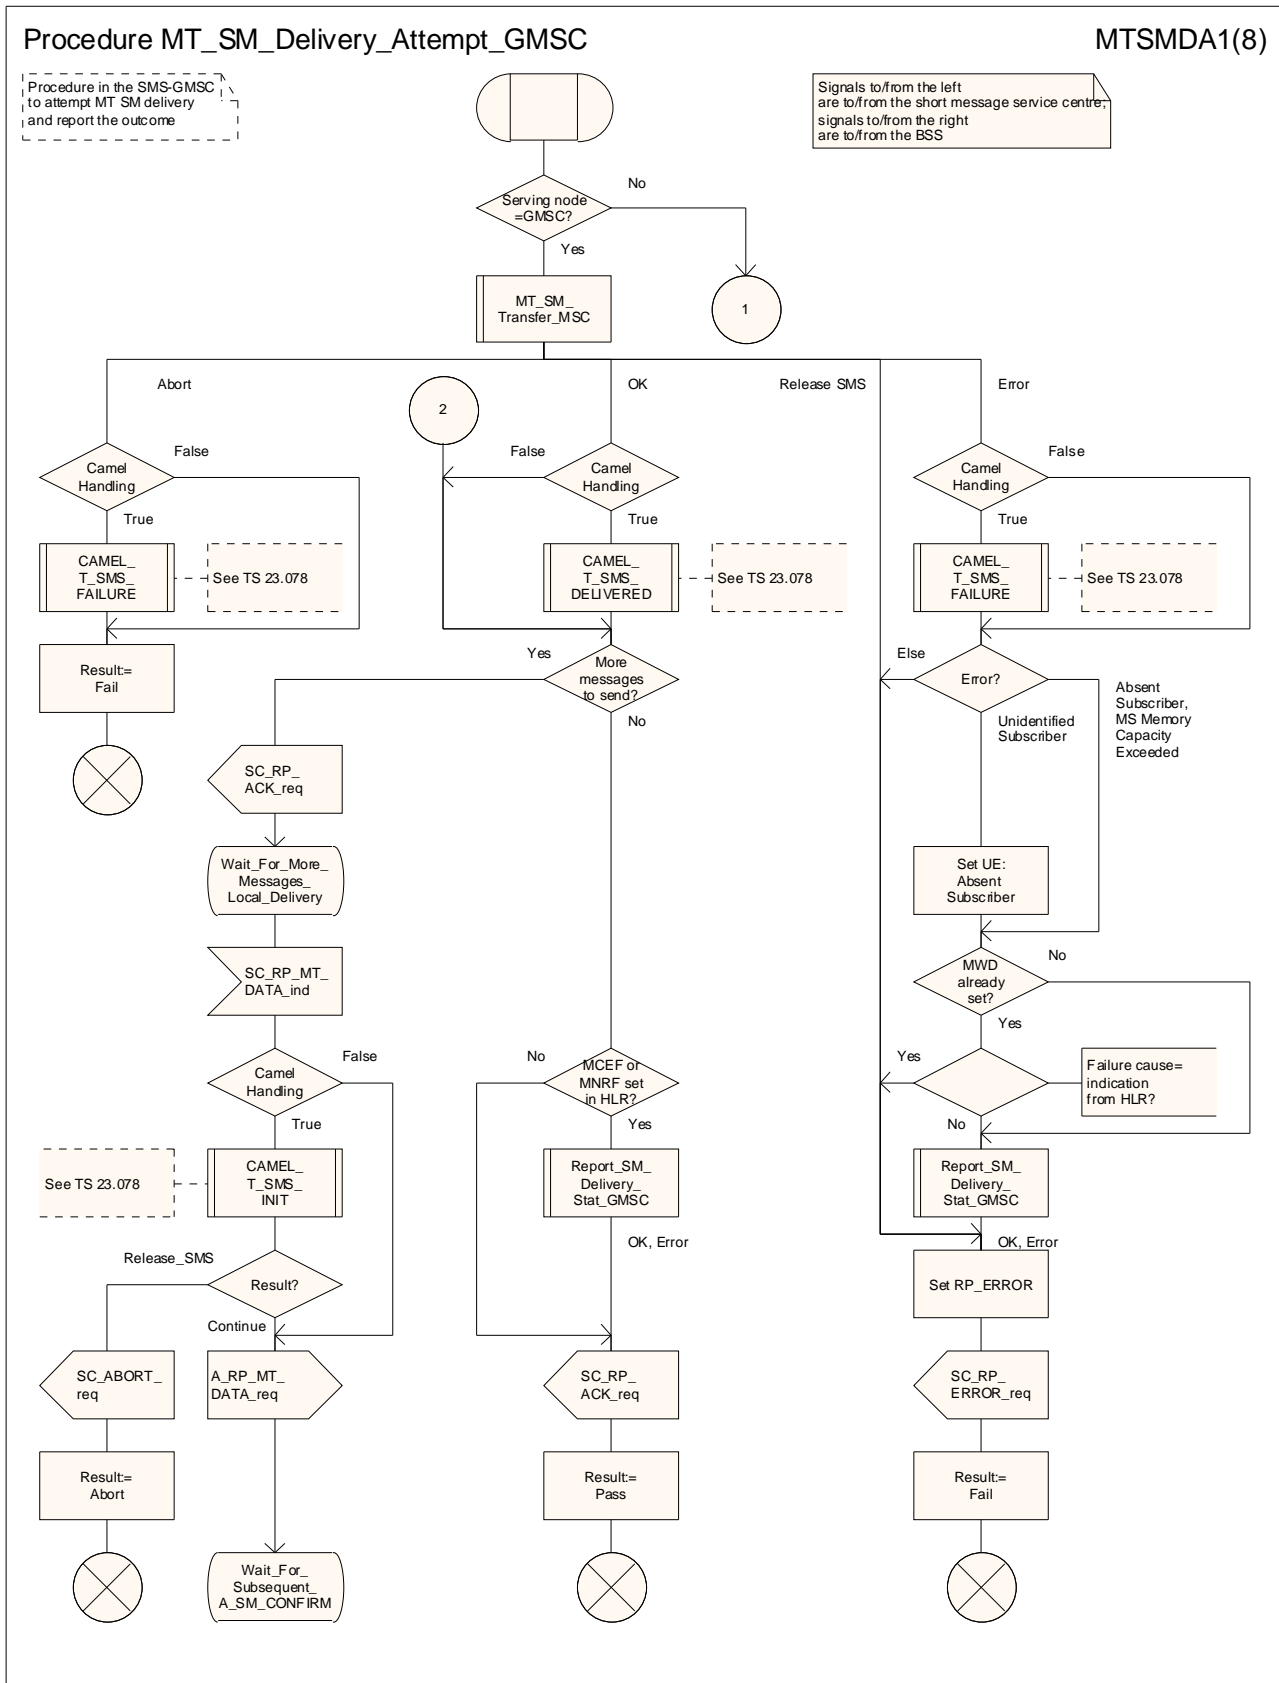 Procedure MT_SM_Delivery_Attempt_GMSC
MTSMDA1(8)
Procedure in the SMS-GMSC
to attempt MT SM delivery
and report the outcome
Signals to/from the left
are to/from the short message service centre;
signals to/from the right
are to/from the BSS
Serving node
=GMSC?
No
Yes
MT_SM_
Transfer_MSC
1
Abort
OK
Release SMS
Error
2
Camel
Handling
False
True
False
Camel
Handling
True
Camel
Handling
False
True
CAMEL_
T_SMS_
FAILURE
See TS 23.078
CAMEL_
T_SMS_
DELIVERED
See TS 23.078
CAMEL_
T_SMS_
FAILURE
See TS 23.078
Result:=
Fail
Yes
More
messages
to send?
No
Else
Error?
Unidentified
Subscriber
Absent
Subscriber,
MS Memory
Capacity
Exceeded
SC_RP_
ACK_req
Wait_For_More_
Messages_
Local_Delivery
Set UE:
Absent
Subscriber
SC_RP_MT_
DATA_ind
MWD
already
set?
No
Yes
Camel
Handling
False
True
No
MCEF or
MNRF set
in HLR?
Yes
Yes
No
Failure cause=
indication
from HLR?
See TS 23.078
CAMEL_
T_SMS_
INIT
Report_SM_
Delivery_
Stat_GMSC
Report_SM_
Delivery_
Stat_GMSC
OK, Error
OK, Error
Release_SMS
Result?
Continue
Set RP_ERROR
SC_ABORT_
req
A_RP_MT_
DATA_req
SC_RP_
ACK_req
SC_RP_
ERROR_req
Result:=
Abort
Result:=
Pass
Result:=
Fail
Wait_For_
Subsequent_
A_SM_CONFIRM